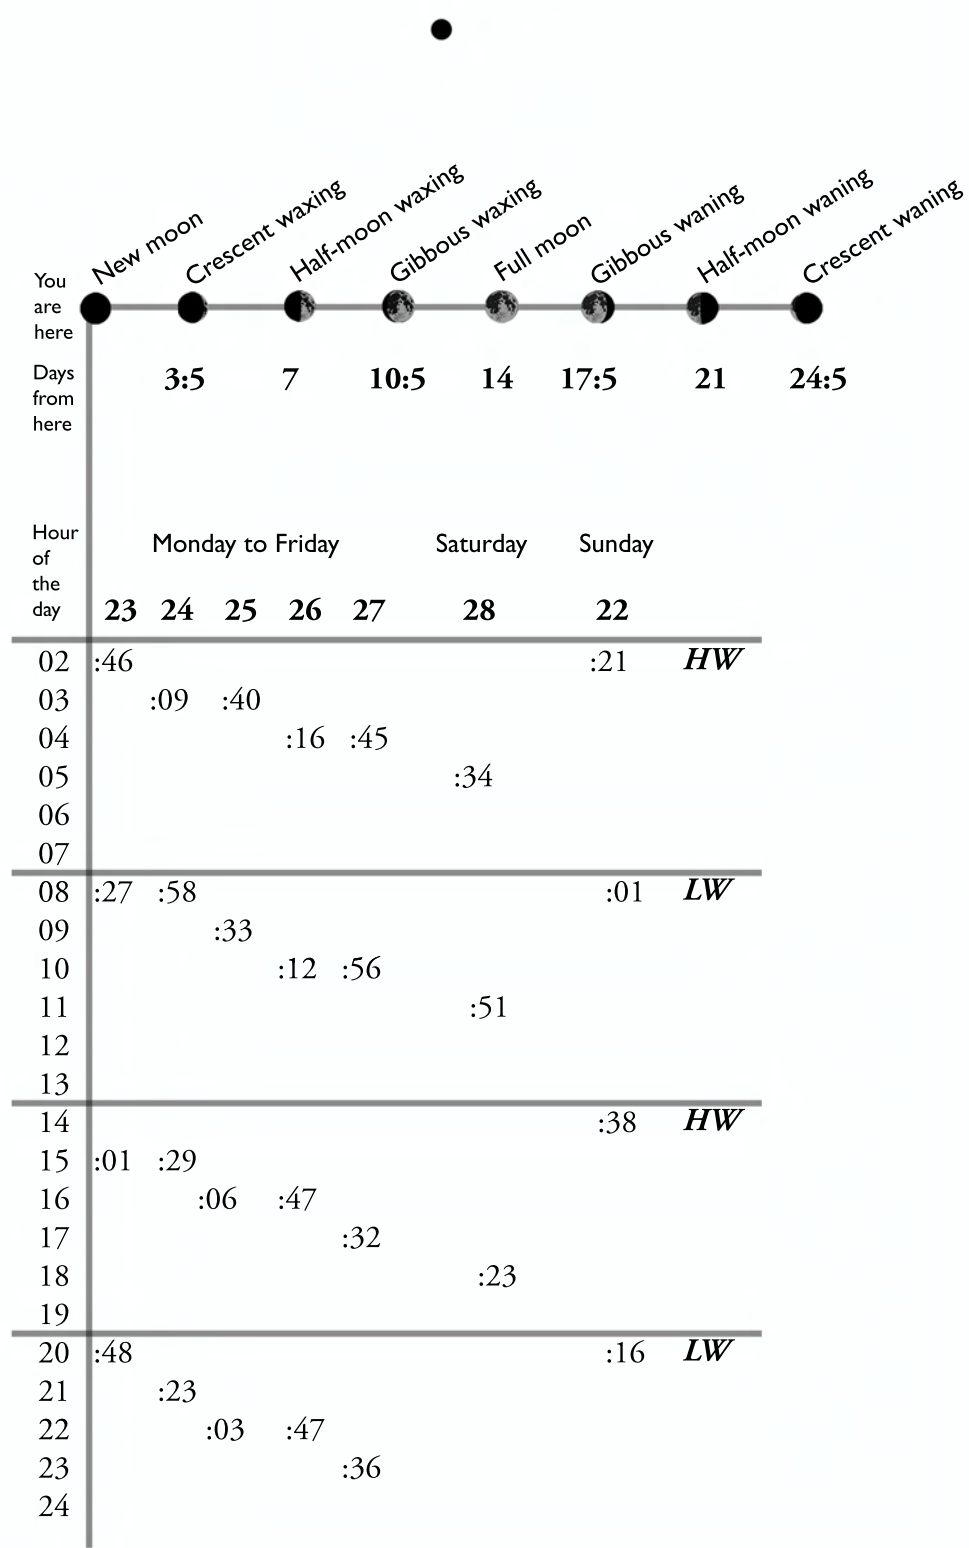 New moon
Crescent waxing
Half-moon waxing
Gibbous waxing
Full moon
Gibbous waning
Half-moon waning
Crescent waning
You
are
here
Days
from
here
3:5 7 10:5 14 17:5 21 24:5
Hour
of
the
day
Monday to Friday Saturday Sunday
23 24 25 26 27 28 22
02 :46 :21 HW
03 :09 :40
04 :16 :45
05 :34
06
07
08 :27 :58 :01 LW
09 :33
10 :12 :56
11 :51
12
13
14 :38 HW
15 :01 :29
16 :06 :47
17 :32
18 :23
19
20 :48 :16 LW
21 :23
22 :03 :47
23 :36
24